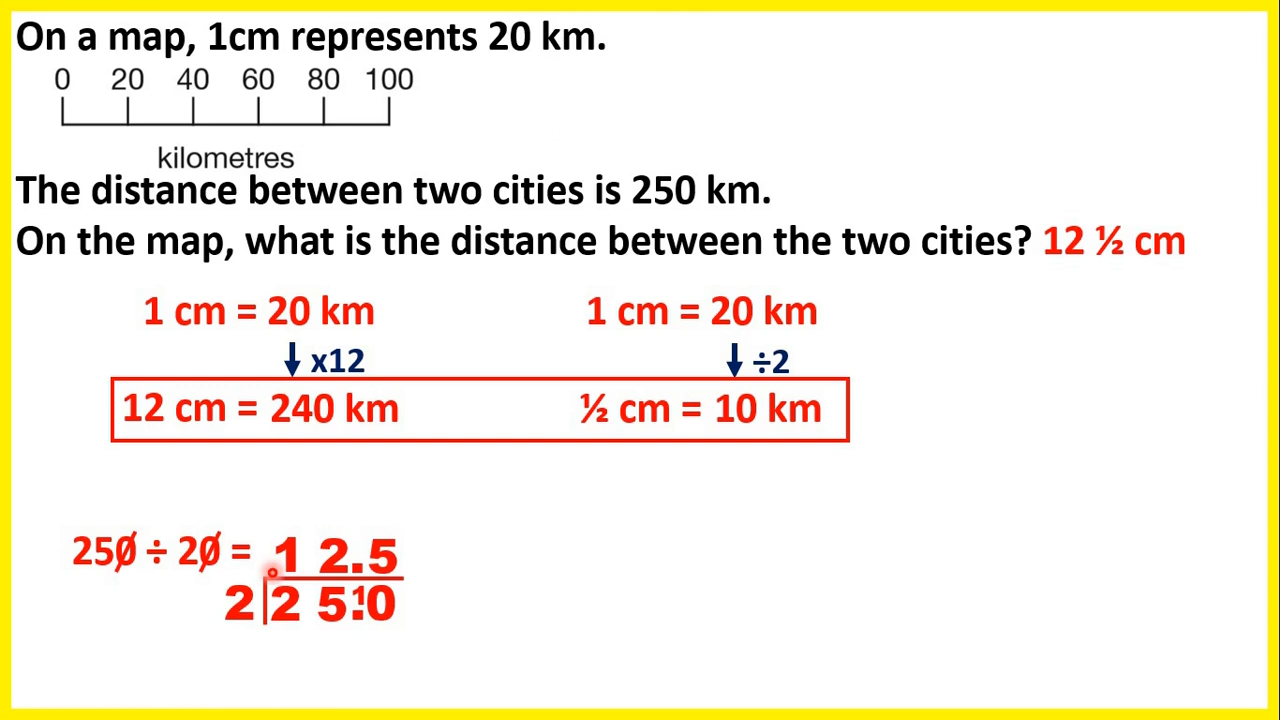 On a map, 1cm represents 20 km.
0 20 40 60 80 100
kilometres
The distance between two cities is 250 km.
On the map, what is the distance between the two cities? 12 ½ cm
1 cm = 20 km 1 cm = 20 km
x12 ÷2
12 cm = 240 km ½ cm = 10 km
250 ÷ 20 = 1 2.5
2 2 5.10